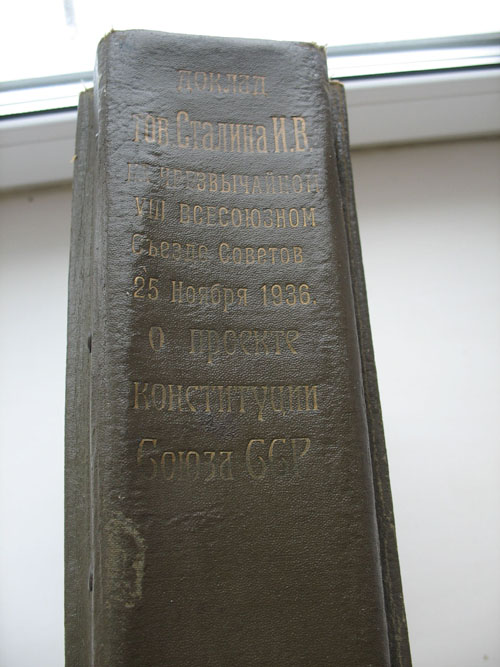 Доклад
тов Сталина И.В.
на чрезвычайном
VIII всесоюзном
Съезде Советов
25 Ноября 1936.
О проекте
конституции
Союза ССР